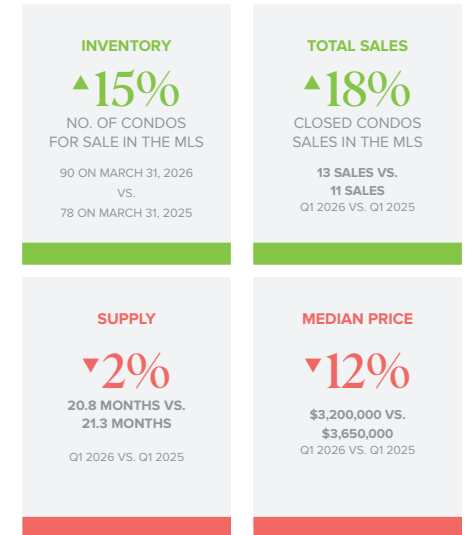 INVENTORY
▲15%
NO. OF CONDOS
FOR SALE IN THE MLS
90 ON MARCH 31, 2026
VS.
78 ON MARCH 31, 2025
TOTAL SALES
▲18%
CLOSED CONDOS
SALES IN THE MLS
13 SALES VS.
11 SALES
Q1 2026 VS. Q1 2025
SUPPLY
▼2%
20.8 MONTHS VS.
21.3 MONTHS
Q1 2026 VS. Q1 2025
MEDIAN PRICE
▼12%
$3,200,000 VS.
$3,650,000
Q1 2026 VS. Q1 2025